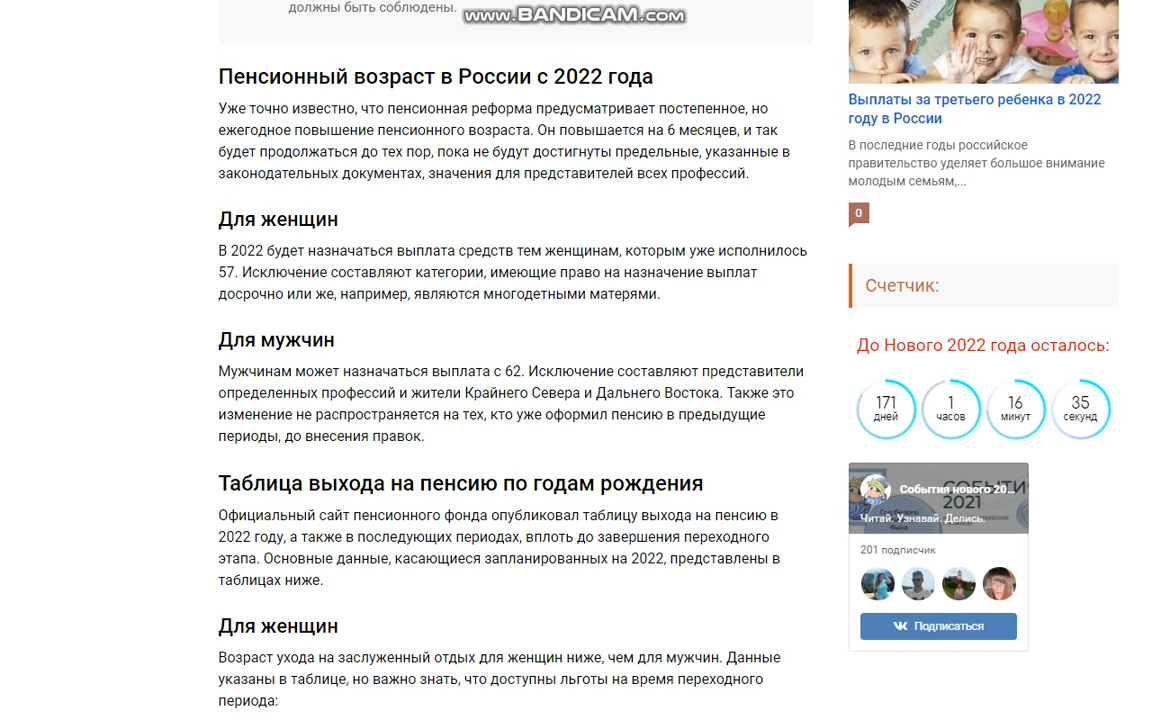 должны быть соблюдены.
www.BANDICAM.com
Пенсионный возраст в России с 2022 года
Уже точно известно, что пенсионная реформа предусматривает постепенное, но
ежегодное повышение пенсионного возраста. Он повышается на 6 месяцев, и так
будет продолжаться до тех пор, пока не будут достигнуты предельные, указанные в
законодательных документах, значения для представителей всех профессий.
Для женщин
В 2022 будет назначаться выплата средств тем женщинам, которым уже исполнилось
57. Исключение составляют категории, имеющие право на назначение выплат
досрочно или же, например, являются многодетными матерями.
Для мужчин
Мужчинам может назначаться выплата с 62. Исключение составляют представители
определенных профессий и жители Крайнего Севера и Дальнего Востока. Также это
изменение не распространяется на тех, кто уже оформил пенсию в предыдущие
периоды, до внесения правок.
Таблица выхода на пенсию по годам рождения
Официальный сайт пенсионного фонда опубликовал таблицу выхода на пенсию в
2022 году, а также в последующих периодах, вплоть до завершения переходного
этапа. Основные данные, касающиеся запланированных на 2022, представлены в
таблицах ниже.
Для женщин
Возраст ухода на заслуженный отдых для женщин ниже, чем для мужчин. Данные
указаны в таблице, но важно знать, что доступны льготы на время переходного
периода:
Выплаты за третьего ребенка в 2022
году в России
В последние годы российское
правительство уделяет большое внимание
молодым семьям,...
0
Счетчик:
До Нового 2022 года осталось:
171 1 16 35
дней часов минут секунд
СОБЫТИЯ
События нового 20...
2021
Читай. Узнавай. Делись.
201 подписчик
Подписаться